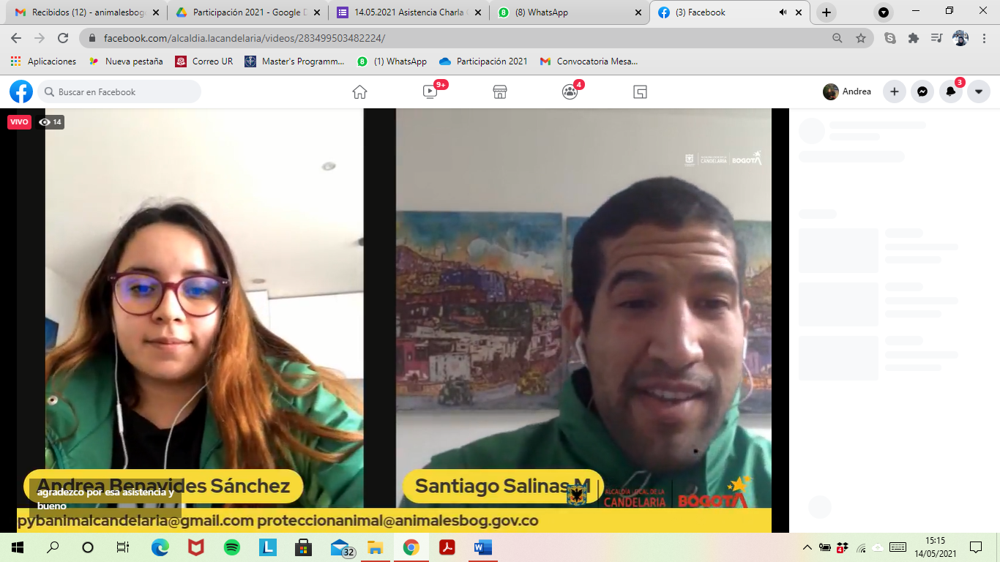 Recibidos (12) - animalesbog
Participación 2021 - Google D
14.05.2021 Asistencia Charla
(8) WhatsApp
(3) Facebook
facebook.com/alcaldia.lacandelaria/videos/283499503482224/
Aplicaciones
Nueva pestaña
Correo UR
Master's Programm...
(1) WhatsApp
Participación 2021
Convocatoria Mesa...
Buscar en Facebook
9+
4
Andrea
3
VIVO
14
CANDELARIA
BOGOTÁ
Andrea Benavides Sánchez
Santiago Salinas M
agradezco por esa asistencia y
bueno
ALCALDÍA LOCAL DE LA
CANDELARIA
BOGOTÁ
pybanimalcandelaria@gmail.com proteccionanimal@animalesbog.gov.co
32
4
15:15
14/05/2021